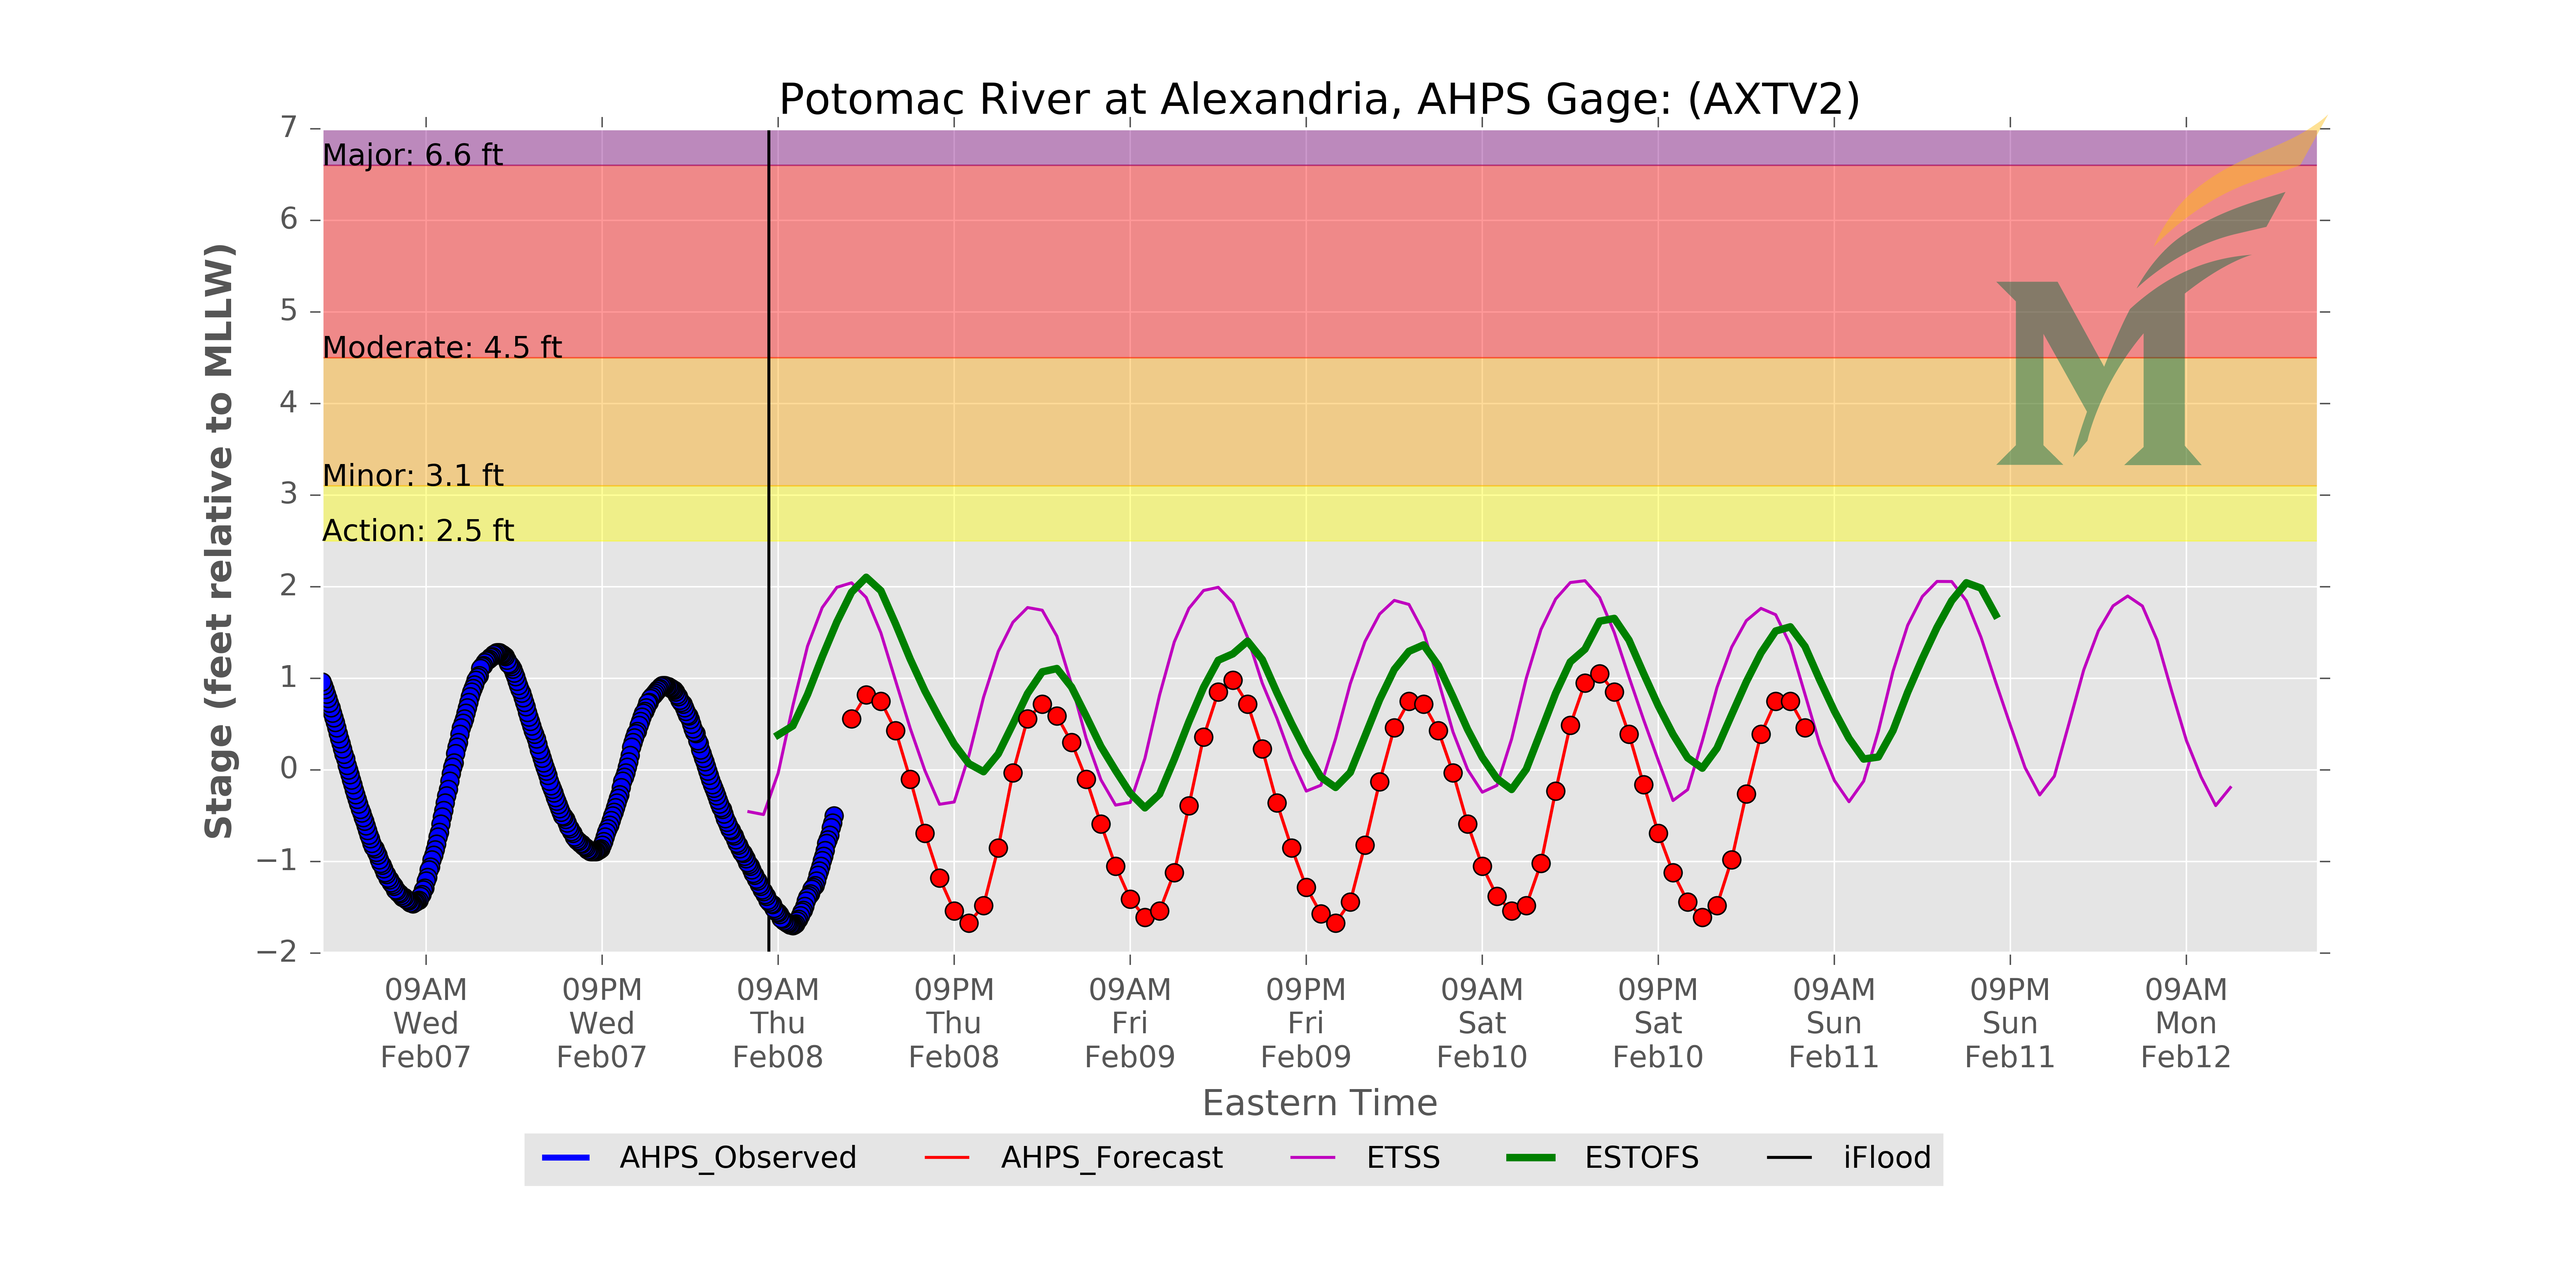 Potomac River at Alexandria, AHPS Gage: (AXTV2)
Stage (feet relative to MLLW)
7
6
5
4
3
2
1
0
−1
−2
Major: 6.6 ft
Moderate: 4.5 ft
Minor: 3.1 ft
Action: 2.5 ft
09AM
Wed
Feb07
09PM
Wed
Feb07
09AM
Thu
Feb08
09PM
Thu
Feb08
09AM
Fri
Feb09
09PM
Fri
Feb09
09AM
Sat
Feb10
09PM
Sat
Feb10
09AM
Sun
Feb11
09PM
Sun
Feb11
09AM
Mon
Feb12
Eastern Time
AHPS_Observed
AHPS_Forecast
ETSS
ESTOFS
iFlood
M